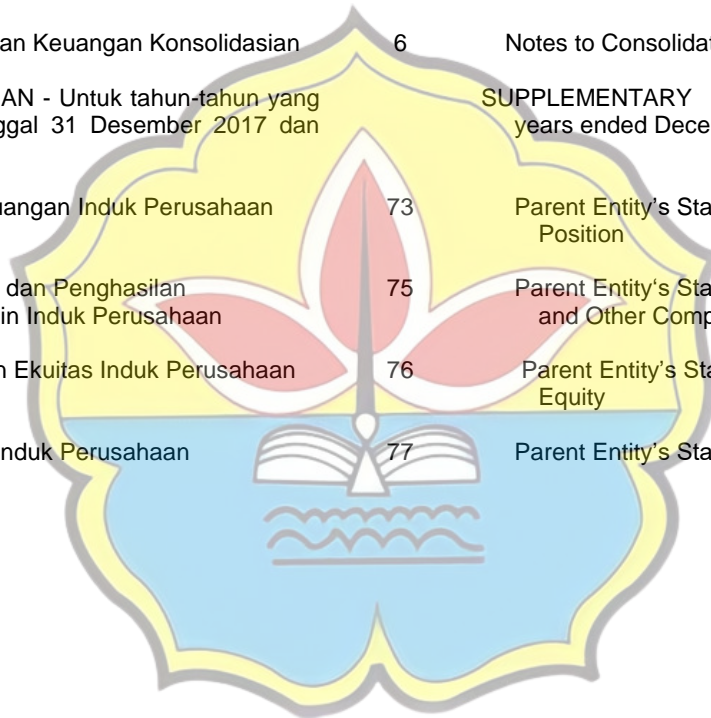 an Keuangan Konsolidasian 6 Notes to Consolidat
AN - Untuk tahun-tahun yang SUPPLEMENTARY
ggal 31 Desember 2017 dan years ended Dece
uangan Induk Perusahaan 73 Parent Entity's Sta
Position
dan Penghasilan 75 Parent Entity‘s Sta
in Induk Perusahaan and Other Comp
n Ekuitas Induk Perusahaan 76 Parent Entity's Sta
Equity
nduk Perusahaan 77 Parent Entity's Sta